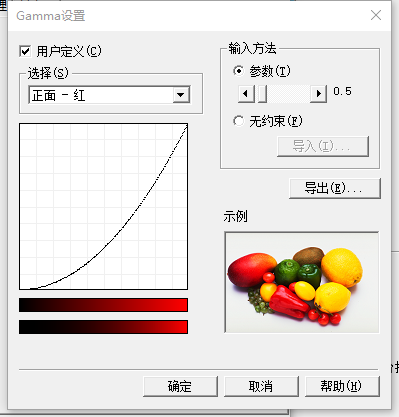 Gamma设置
用户定义(C)
选择(S)
正面 - 红
输入方法
参数(T)
0.5
无约束(F)
导入(I)...
导出(E)...
示例
确定
取消
帮助(H)